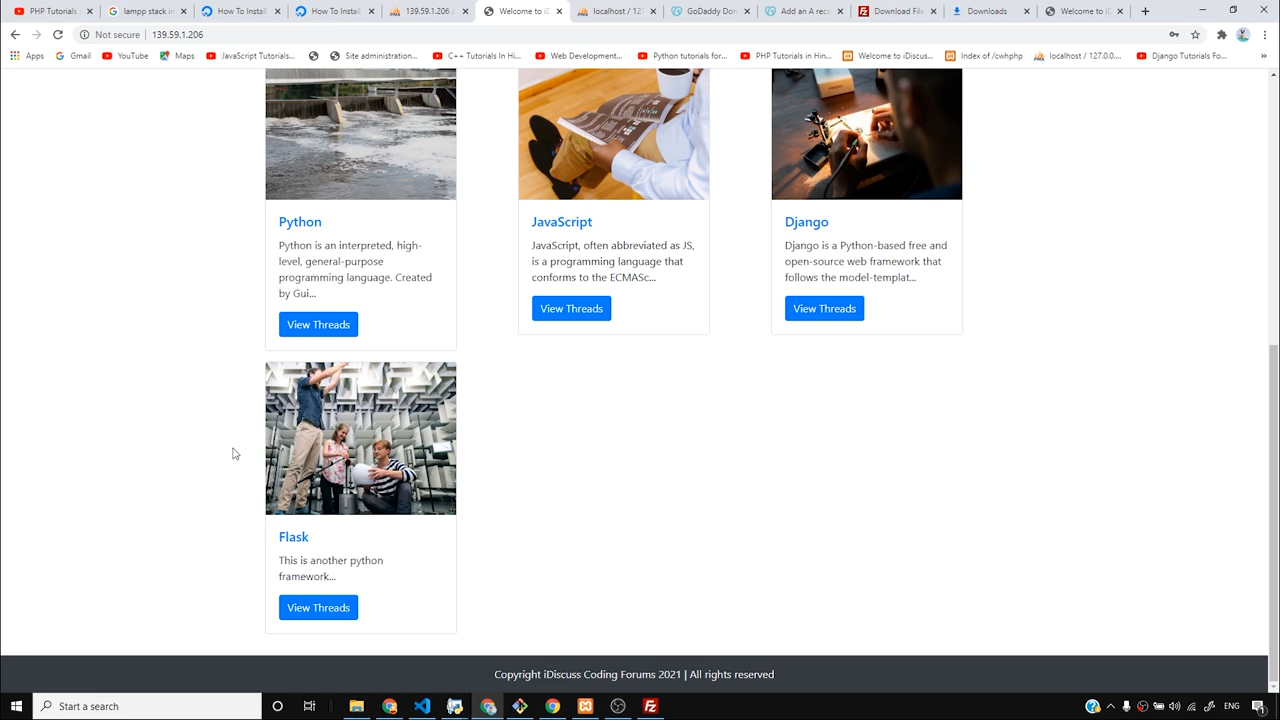 PHP Tutorials
lampp stack in
How To Install
How To Install
139.59.1.206 /
Welcome to iD
localhost / 127
GoDaddy Dom
Add an A reco
Download File
Downloads
Welcome to iD
Not secure
139.59.1.206
Apps
Gmail
YouTube
Maps
JavaScript Tutorials...
Site administration...
C++ Tutorials In Hi...
Web Development...
Python tutorials for...
PHP Tutorials in Hin...
Welcome to iDiscus...
Index of /cwhphp
localhost / 127.0.0....
Django Tutorials Fo...
»
Python
Python is an interpreted, high-
level, general-purpose
programming language. Created
by Gui...
View Threads
JavaScript
JavaScript, often abbreviated as JS,
is a programming language that
conforms to the ECMASc...
View Threads
Django
Django is a Python-based free and
open-source web framework that
follows the model-templat...
View Threads
Flask
This is another python
framework...
View Threads
Copyright iDiscuss Coding Forums 2021 | All rights reserved
Start a search
ENG